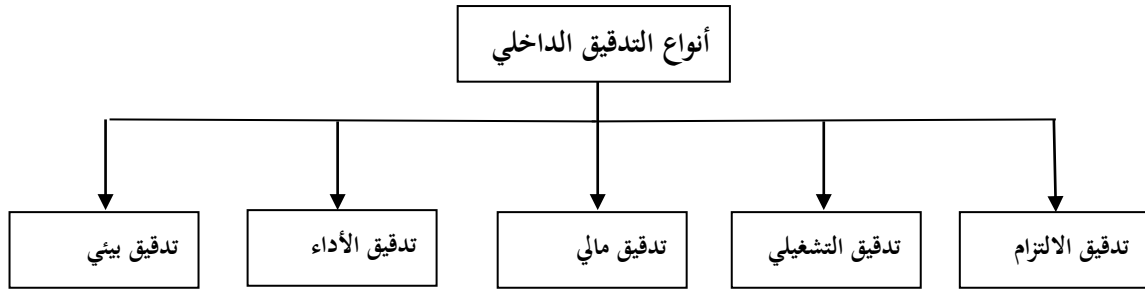 أنواع التدقيق الداخلي
تدقيق الالتزام
تدقيق التشغيلي
تدقيق مالي
تدقيق الأداء
تدقيق بيئي